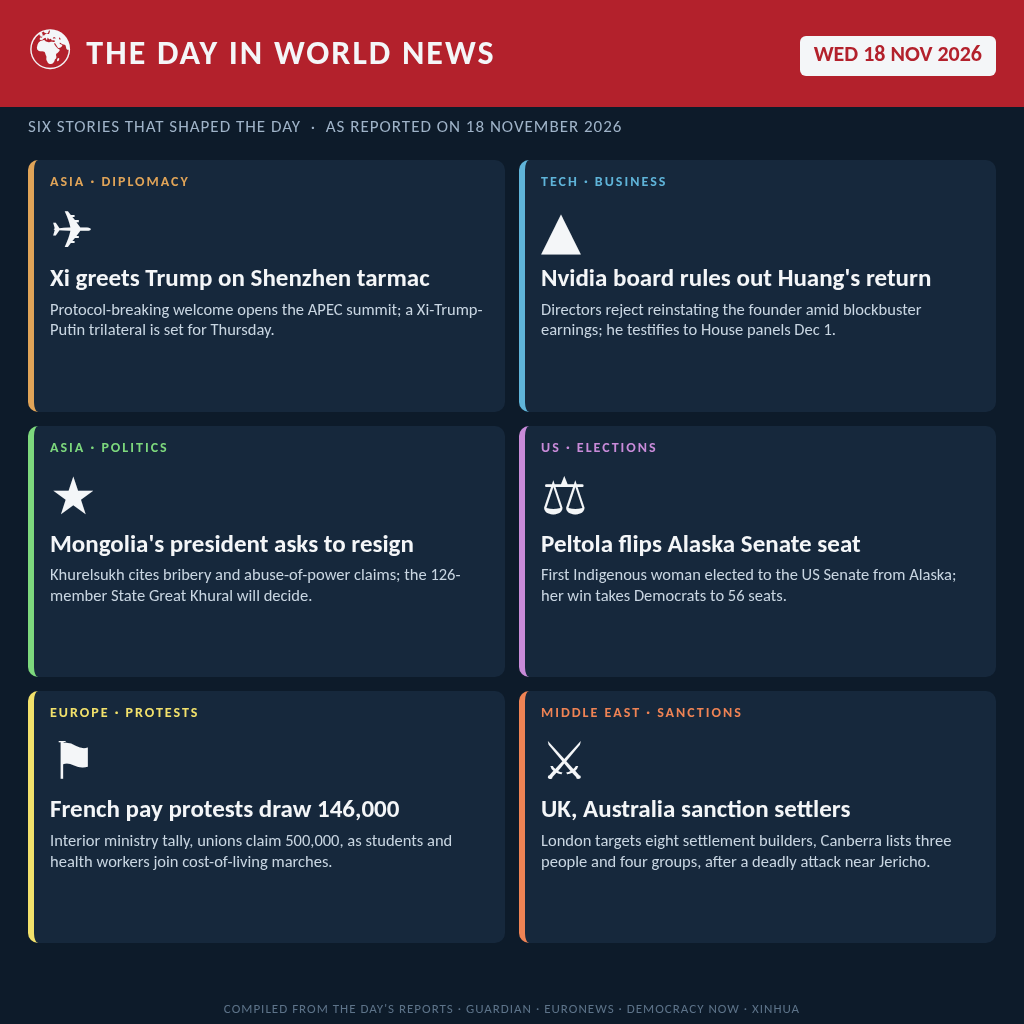 THE DAY IN WORLD NEWS
WED 18 NOV 2026
SIX STORIES THAT SHAPED THE DAY · AS REPORTED ON 18 NOVEMBER 2026
ASIA · DIPLOMACY
Xi greets Trump on Shenzhen tarmac
Protocol-breaking welcome opens the APEC summit; a Xi-Trump-
Putin trilateral is set for Thursday.
TECH · BUSINESS
Nvidia board rules out Huang's return
Directors reject reinstating the founder amid blockbuster
earnings; he testifies to House panels Dec 1.
ASIA · POLITICS
Mongolia's president asks to resign
Khurelsukh cites bribery and abuse-of-power claims; the 126-
member State Great Khural will decide.
US · ELECTIONS
Peltola flips Alaska Senate seat
First Indigenous woman elected to the US Senate from Alaska;
her win takes Democrats to 56 seats.
EUROPE · PROTESTS
French pay protests draw 146,000
Interior ministry tally, unions claim 500,000, as students and
health workers join cost-of-living marches.
MIDDLE EAST · SANCTIONS
UK, Australia sanction settlers
London targets eight settlement builders, Canberra lists three
people and four groups, after a deadly attack near Jericho.
COMPILED FROM THE DAY'S REPORTS · GUARDIAN · EURONEWS · DEMOCRACY NOW · XINHUA